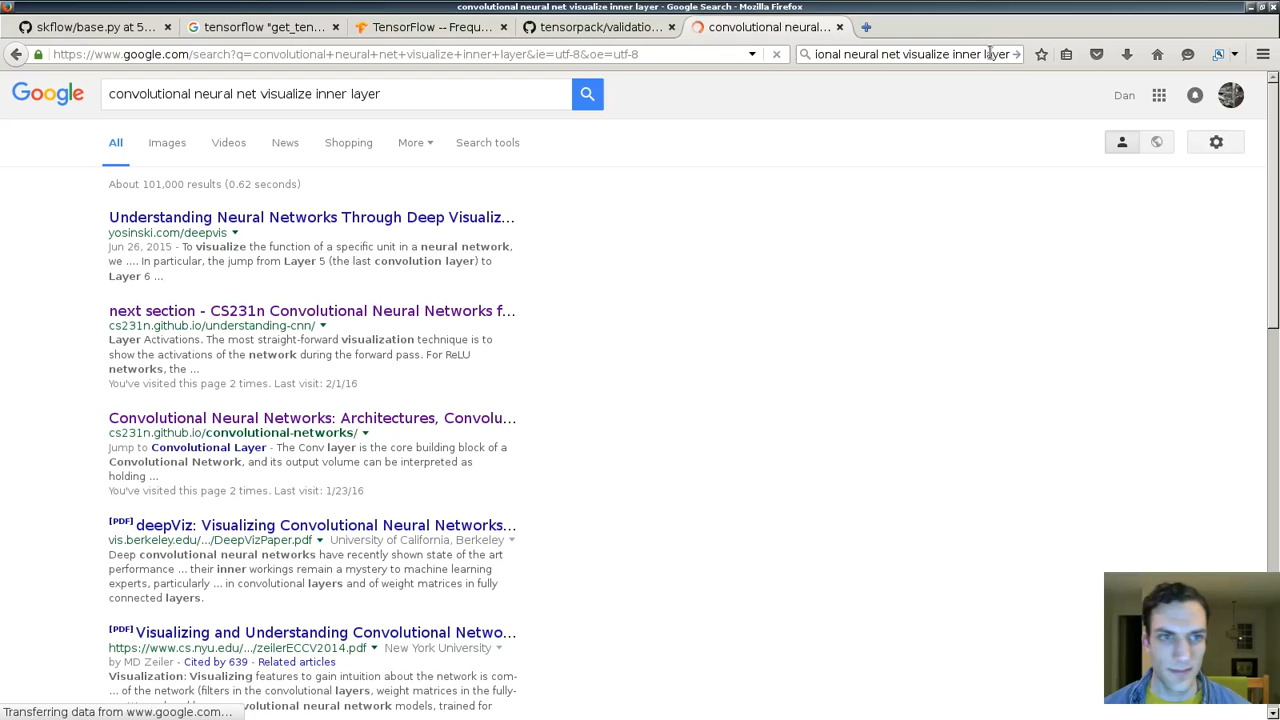 convolutional neural net visualize inner layer - Google Search - Mozilla Firefox
skflow/base.py at 5... × tensorflow "get_ten... × TensorFlow — Frequ... × tensorpack/validatio... × convolutional neural... ×
https://www.google.com/search?q=convolutional+neural+net+visualize+inner+layer&ie=utf-8&oe=utf-8
ional neural net visualize inner layer
Google convolutional neural net visualize inner layer Dan
All Images Videos News Shopping More Search tools
About 101,000 results (0.62 seconds)
Understanding Neural Networks Through Deep Visualiz...
yosinski.com/deepvis
Jun 26, 2015 - To visualize the function of a specific unit in a neural network,
we .... In particular, the jump from Layer 5 (the last convolution layer) to
Layer 6 ...
next section - CS231n Convolutional Neural Networks f...
cs231n.github.io/understanding-cnn/
Layer Activations. The most straight-forward visualization technique is to
show the activations of the network during the forward pass. For ReLU
networks, the ...
You've visited this page 2 times. Last visit: 2/1/16
Convolutional Neural Networks: Architectures, Convolu...
cs231n.github.io/convolutional-networks/
Jump to Convolutional Layer - The Conv layer is the core building block of a
Convolutional Network, and its output volume can be interpreted as
holding ...
You've visited this page 2 times. Last visit: 1/23/16
[PDF] deepViz: Visualizing Convolutional Neural Networks...
vis.berkeley.edu/.../DeepVizPaper.pdf University of California, Berkeley
Deep convolutional neural networks have recently shown state of the art
performance ... their inner workings remain a mystery to machine learning
experts, particularly ... in convolutional layers and of weight matrices in fully
connected layers.
[PDF] Visualizing and Understanding Convolutional Netwo...
https://www.cs.nyu.edu/.../zeilerECCV2014.pdf New York University
by MD Zeiler - Cited by 639 - Related articles
Visualization: Visualizing features to gain intuition about the network is com-
... of the network (filters in the convolutional layers, weight matrices in the fully-
neural network models, trained for
Transferring data from www.google.com...